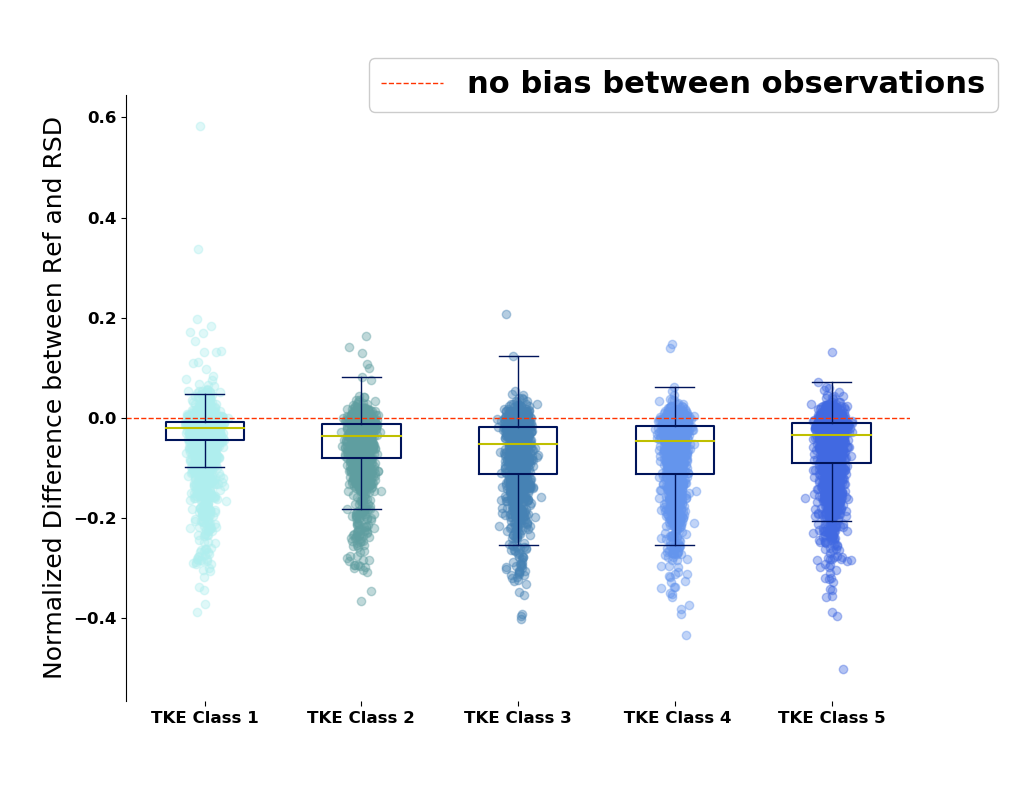 no bias between observations
Normalized Difference between Ref and RSD
0.6
0.4
0.2
0.0
−0.2
−0.4
TKE Class 1 TKE Class 2 TKE Class 3 TKE Class 4 TKE Class 5